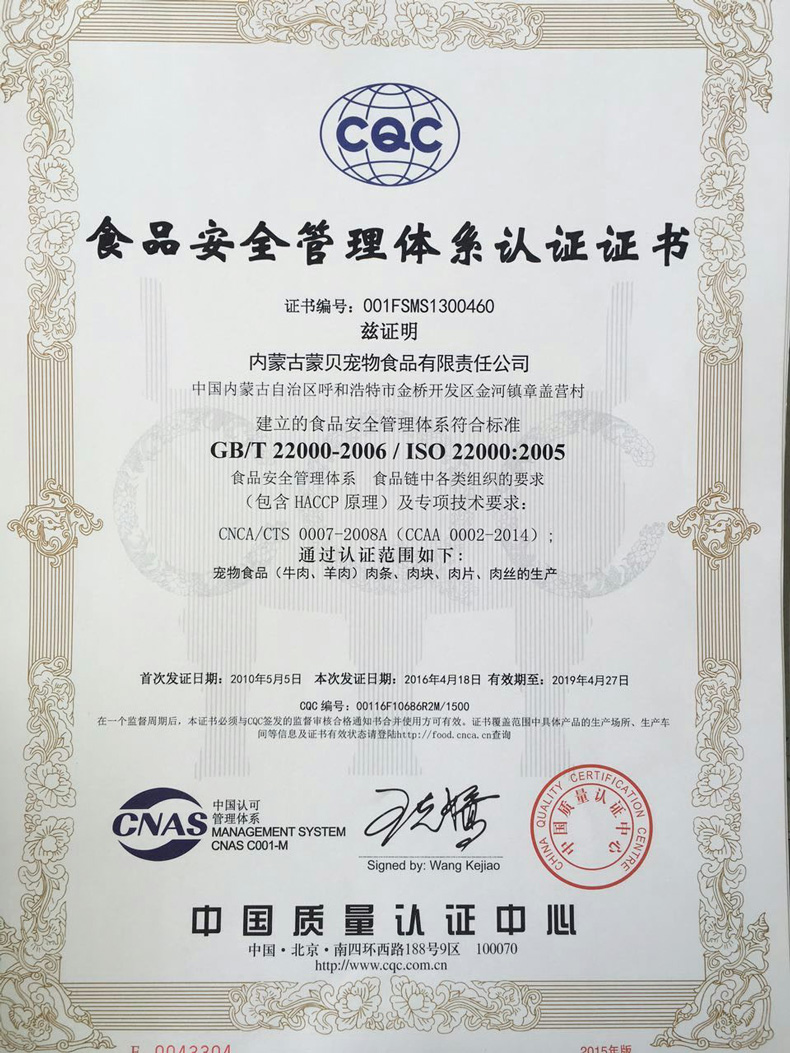 CQC
食品安全管理体系认证证书
证书编号：001FSMS1300460
兹证明
内蒙古蒙贝宠物食品有限责任公司
中国内蒙古自治区呼和浩特市金桥开发区金河镇章盖营村
建立的食品安全管理体系符合标准
GB/T 22000-2006 / ISO 22000:2005
食品安全管理体系 食品链中各类组织的要求
（包含 HACCP 原理）及专项技术要求：
CNCA/CTS 0007-2008A（CCAA 0002-2014）;
通过认证范围如下：
宠物食品（牛肉、羊肉）肉条、肉块、肉片、肉丝的生产
首次发证日期：2010年5月5日 本次发证日期：2016年4月18日 有效期至：2019年4月27日
CQC 编号：00116F10686R2M/1500
在一个监督周期后，本证书必须与CQC签发的监督审核合格通知书合并使用方可有效。证书覆盖范围中具体产品的生产场所、生产车
间等信息及证书有效状态请登陆http://food.cnca.cn查询
CNAS
中国认可
管理体系
MANAGEMENT SYSTEM
CNAS C001-M
Signed by: Wang Kejiao
CHINA QUALITY CERTIFICATION CENTRE
中国质量认证中心
中国质量认证中心
中国·北京·南四环西路188号9区 100070
http://www.cqc.com.cn
F 0043304
2015年版